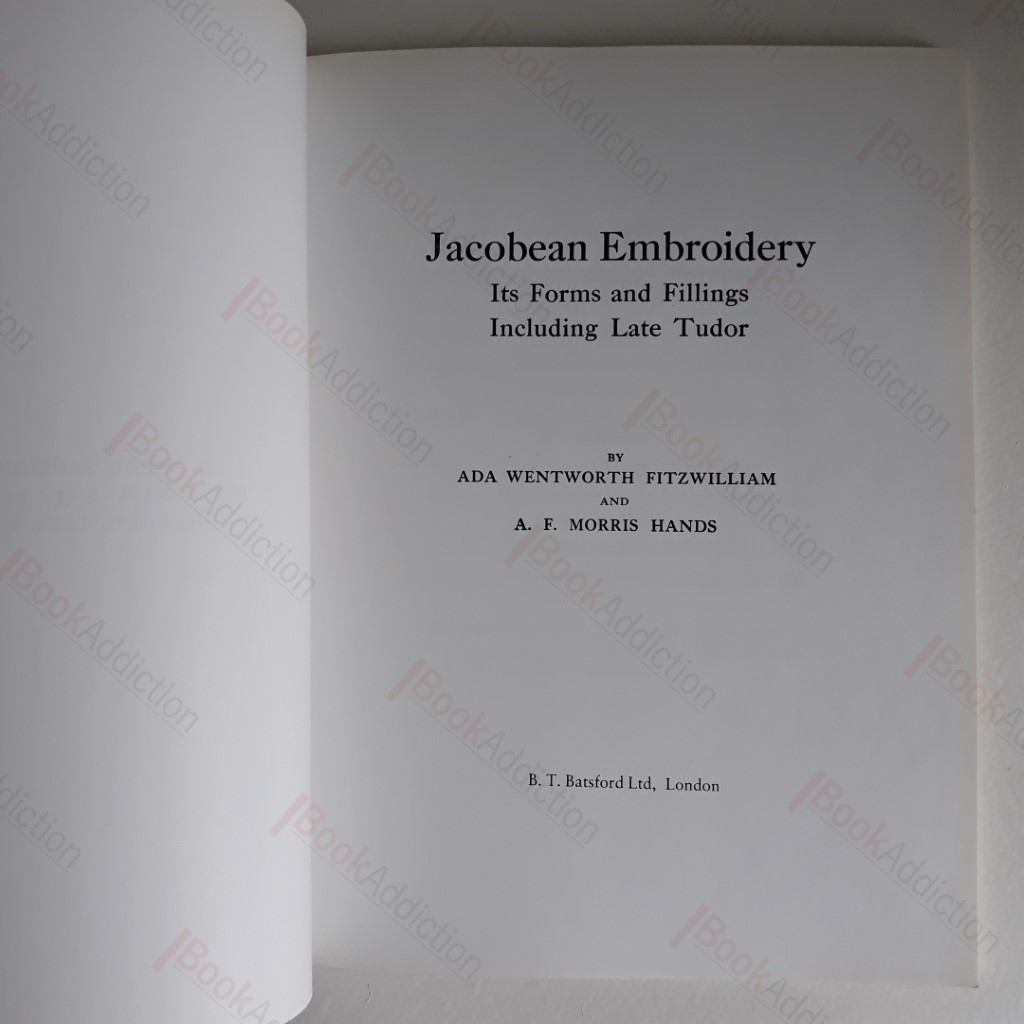 Jacobean Embroidery
Its Forms and Fillings
Including Late Tudor
BY
ADA WENTWORTH FITZWILLIAM
AND
A. F. MORRIS HANDS
B. T. Batsford Ltd, London
BookAddiction